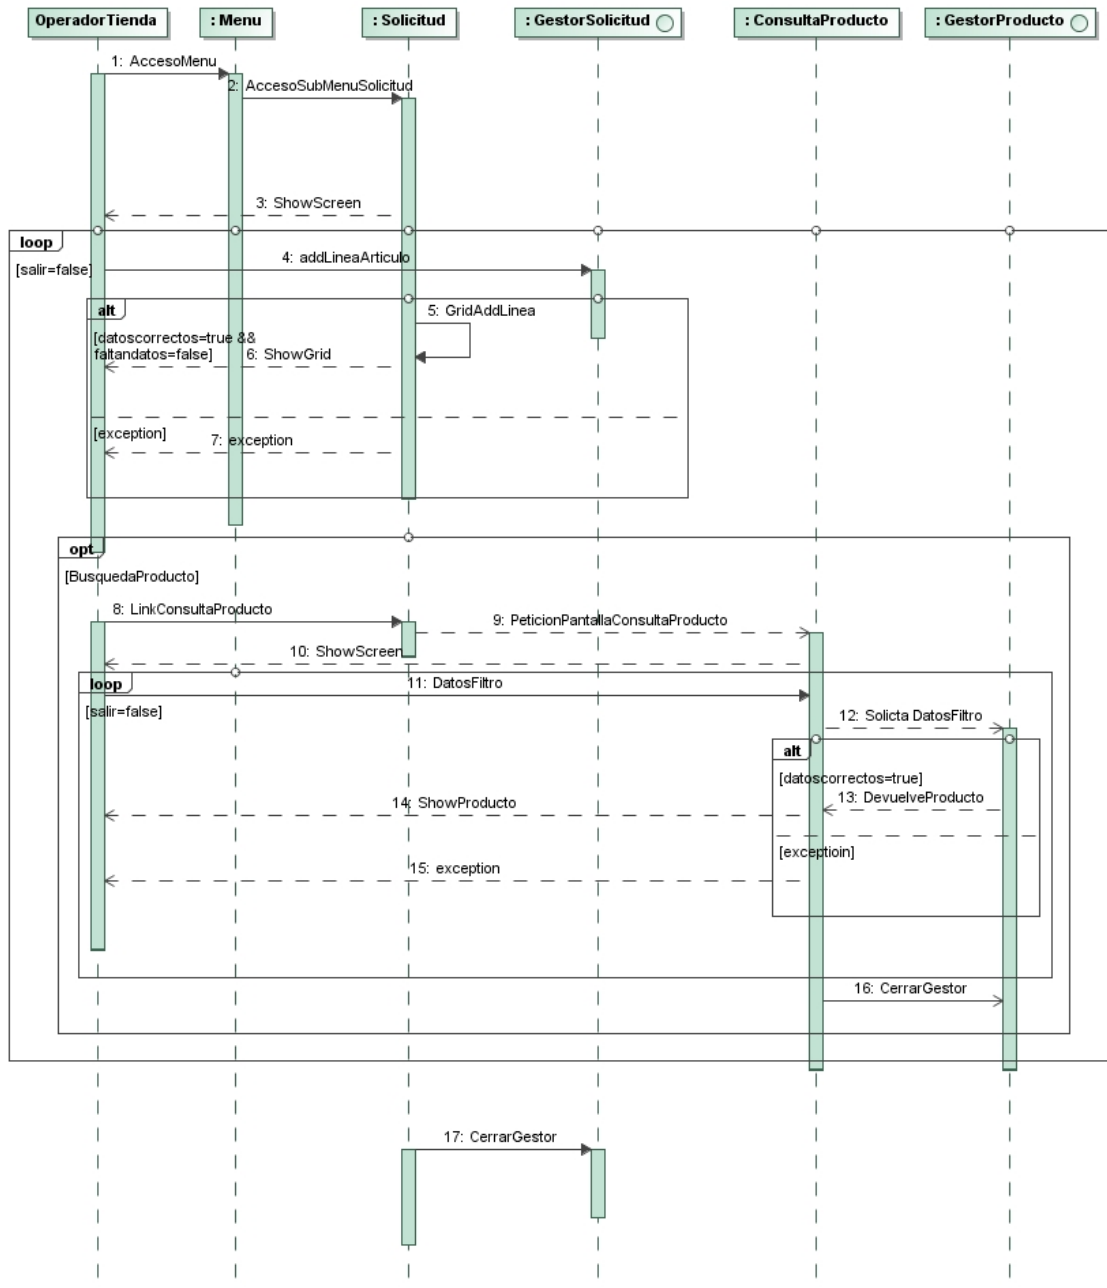 OperadorTienda
: Menu
: Solicitud
: GestorSolicitud
: ConsultaProducto
: GestorProducto
1: AccesoMenu
2: AccesoSubMenuSolicitud
3: ShowScreen
loop
[salir=false]
4: addLineaArticulo
alt
5: GridAddLinea
[datoscorrectos=true &&
faltandatos=false]
6: ShowGrid
[exception]
7: exception
opt
[BusquedaProducto]
8: LinkConsultaProducto
9: PeticionPantallaConsultaProducto
10: ShowScreen
loop
11: DatosFiltro
[salir=false]
12: Solicta DatosFiltro
alt
[datoscorrectos=true]
13: DevuelveProducto
14: ShowProducto
[exceptioin]
15: exception
16: CerrarGestor
17: CerrarGestor